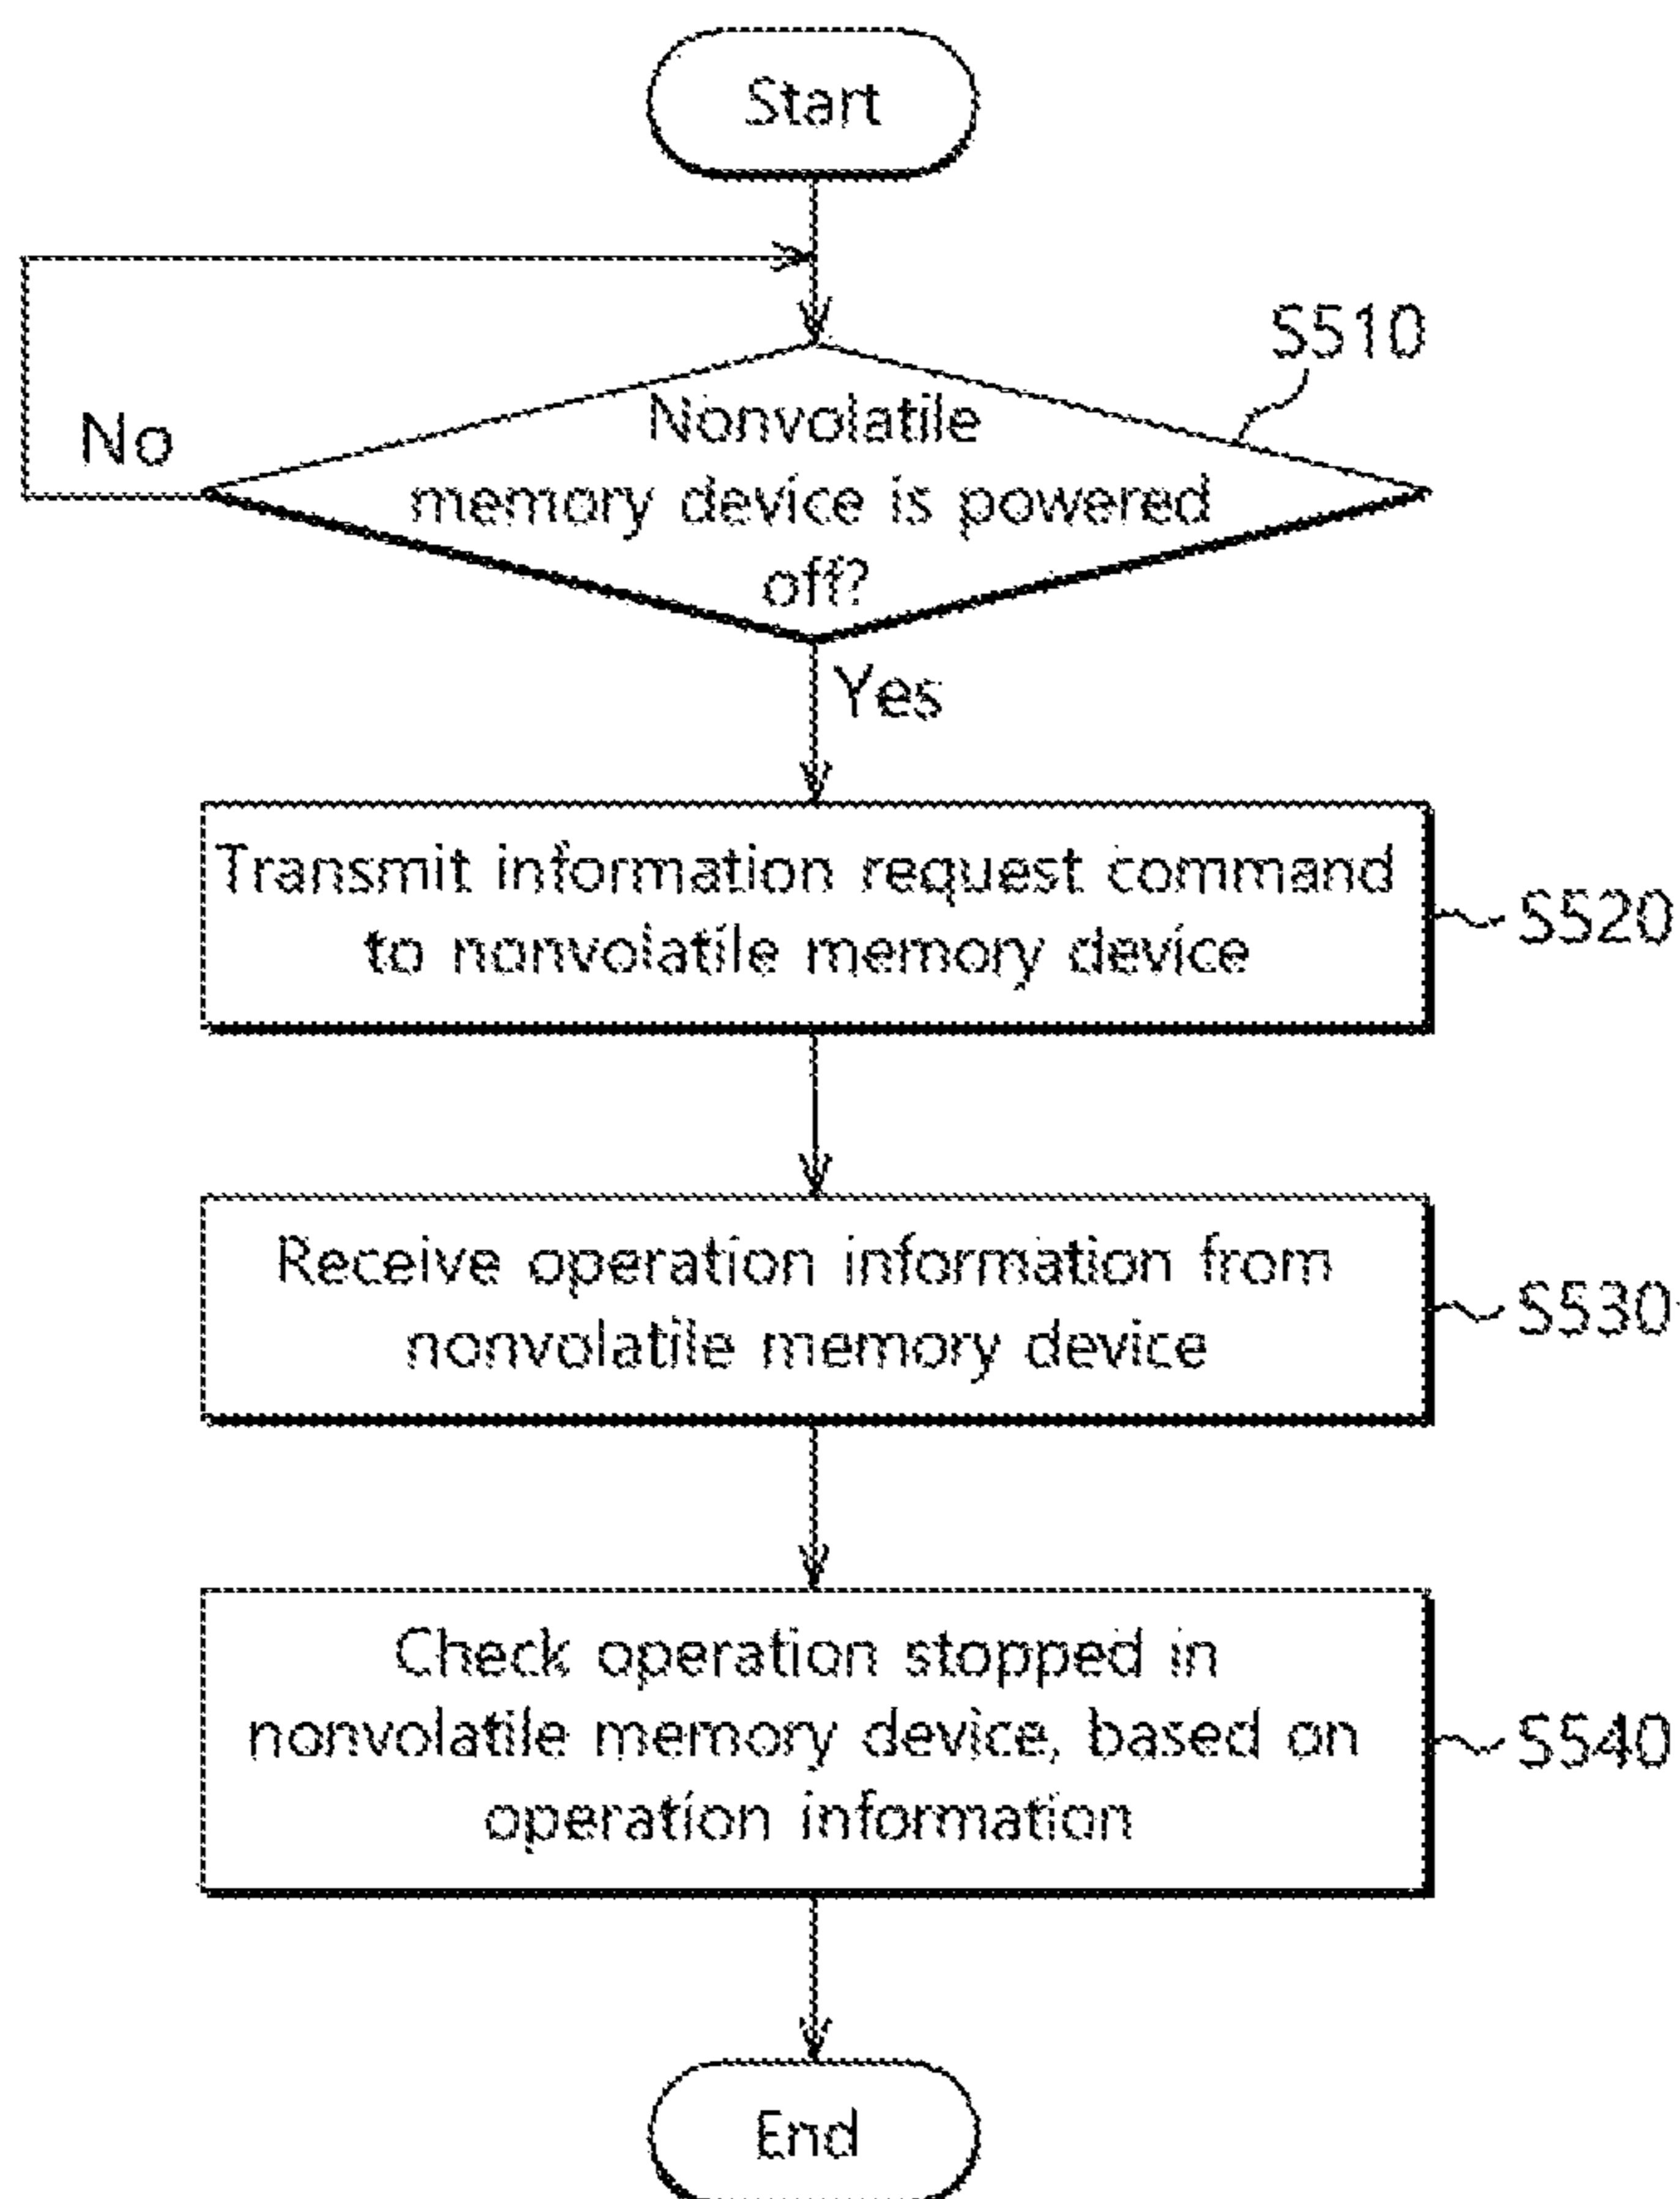 Start
S510
No
Nonvolatile
memory device is powered
off?
Yes
Transmit information request command
to nonvolatile memory device
S520
Receive operation information from
nonvolatile memory device
S530
Check operation stopped in
nonvolatile memory device, based on
operation information
S540
End